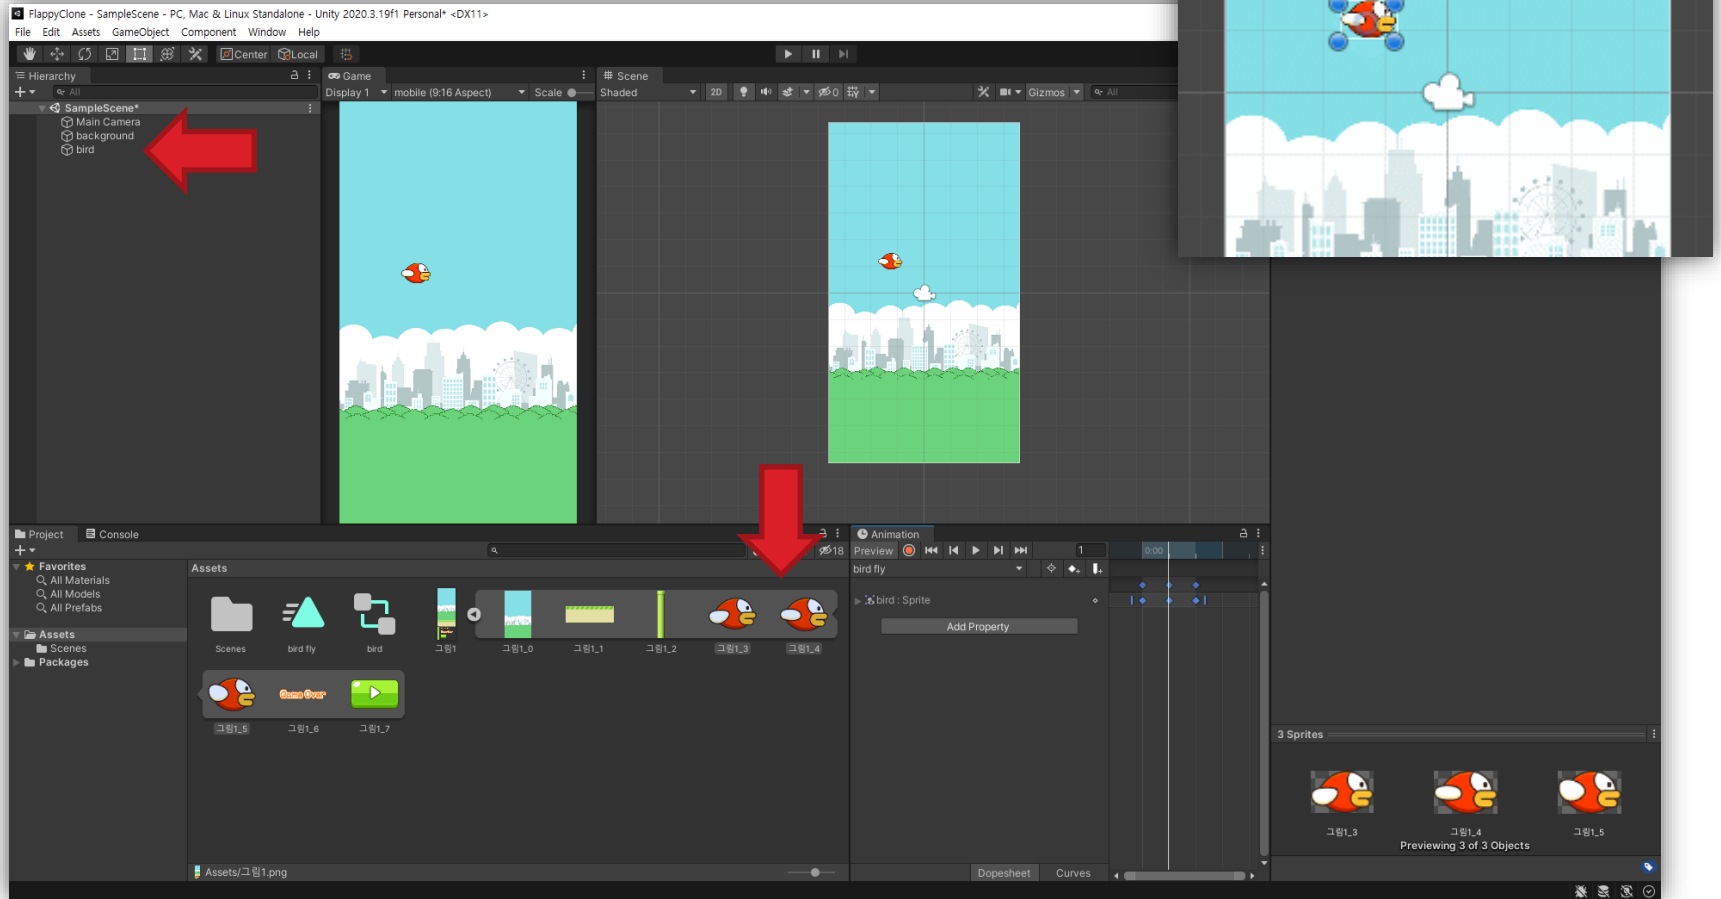 FlappyClone - SampleScene - PC, Mac & Linux Standalone - Unity 2020.3.19f1 Personal* <DX11>
File Edit Assets GameObject Component Window Help
Center Local
Hierarchy
All
SampleScene*
Main Camera
background
bird
Game
Display 1 mobile (9:16 Aspect) Scale
Scene
Shaded 2D 0 Gizmos All
Project Console
18
Favorites
All Materials
All Models
All Prefabs
Assets
Scenes
Packages
Assets
Scenes bird fly bird 그림1 그림1_0 그림1_1 그림1_2 그림1_3 그림1_4
Game Over
그림1_5 그림1_6 그림1_7
Assets/그림1.png
Animation
Preview 1 0:00
bird fly
bird : Sprite
Add Property
Dopesheet Curves
3 Sprites
그림1_3 그림1_4 그림1_5
Previewing 3 of 3 Objects